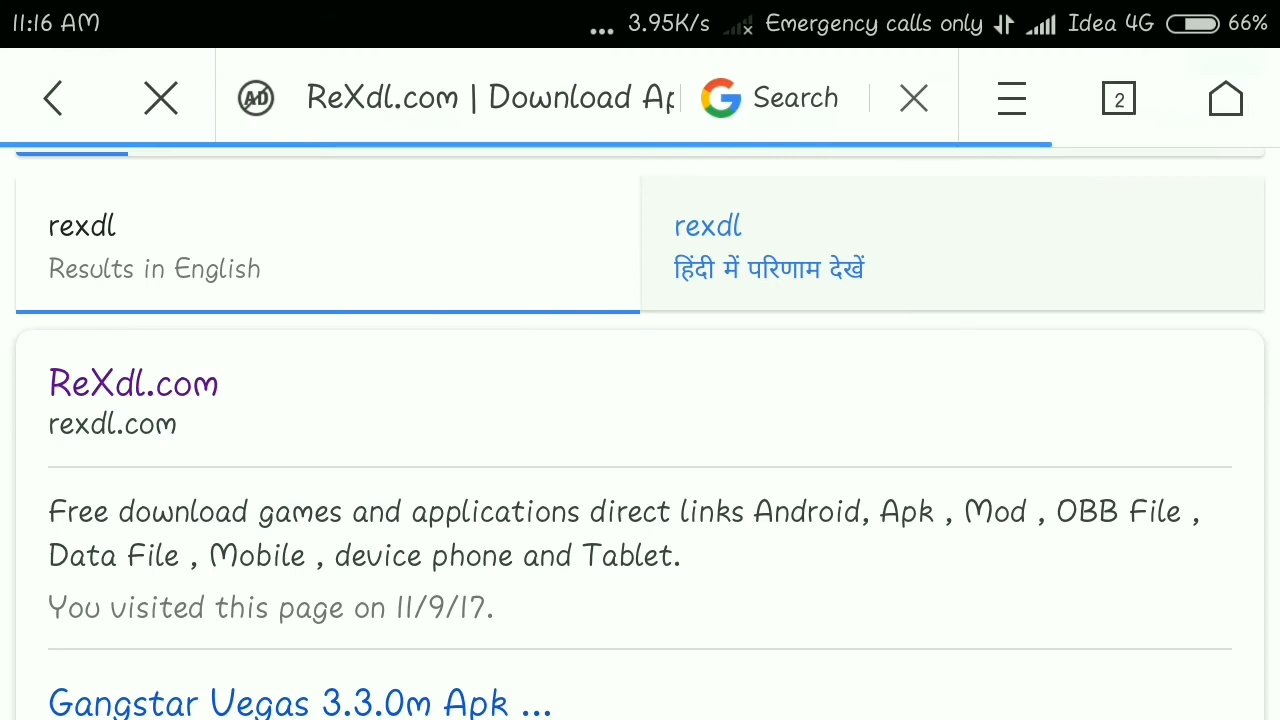 11:16 AM ... 3.95K/s Emergency calls only Idea 4G 66%
AD ReXdl.com | Download Ap Search 2
rexdl
Results in English
rexdl
हिंदी में परिणाम देखें
ReXdl.com
rexdl.com
Free download games and applications direct links Android, Apk , Mod , OBB File ,
Data File , Mobile , device phone and Tablet.
You visited this page on 11/9/17.
Gangstar Vegas 3.3.0m Apk ...